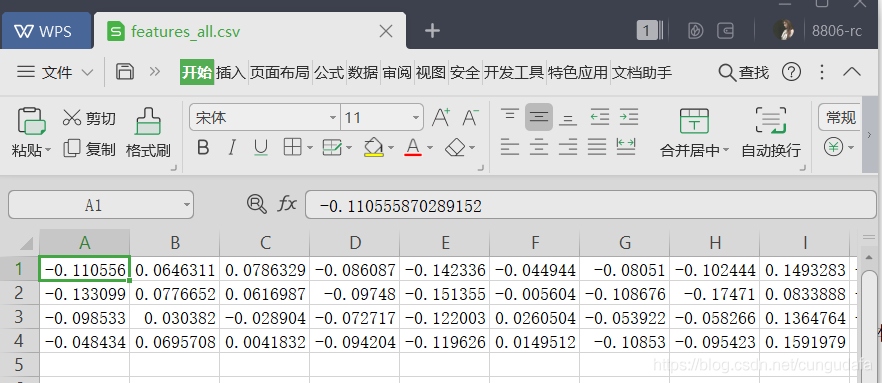 WPS features_all.csv 1 8806-rc
文件 开始 插入 页面布局 公式 数据 审阅 视图 安全 开发工具 特色应用 文档助手 查找
剪切 宋体 11 A+ A- 常规
粘贴 复制 格式刷 B I U A 合并居中 自动换行
A1 fx -0.110555870289152
A B C D E F G H I
1 -0.110556 0.0646311 0.0786329 -0.086087 -0.142336 -0.044944 -0.08051 -0.102444 0.1493283
2 -0.133099 0.0776652 0.0616987 -0.09748 -0.151355 -0.005604 -0.108676 -0.17471 0.0833888
3 -0.098533 0.030382 -0.028904 -0.072717 -0.122003 0.0260504 -0.053922 -0.058266 0.1364764
4 -0.048434 0.0695708 0.0041832 -0.094204 -0.119626 0.0149512 -0.10853 -0.095423 0.1591979
5
https://blog.csdn.net/cungudafa